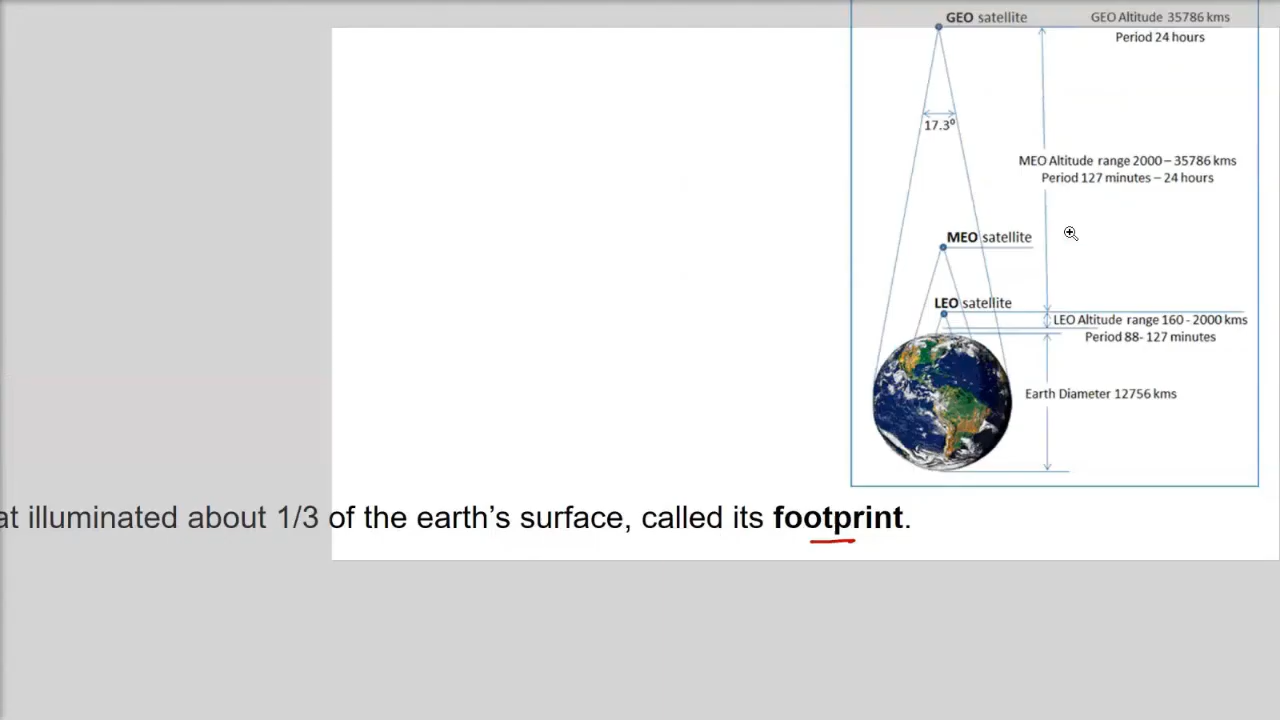 GEO satellite
GEO Altitude 35786 kms
Period 24 hours
17.3⁰
MEO Altitude range 2000 – 35786 kms
Period 127 minutes – 24 hours
MEO satellite
LEO satellite
LEO Altitude range 160 - 2000 kms
Period 88- 127 minutes
Earth Diameter 12756 kms
at illuminated about 1/3 of the earth’s surface, called its footprint.